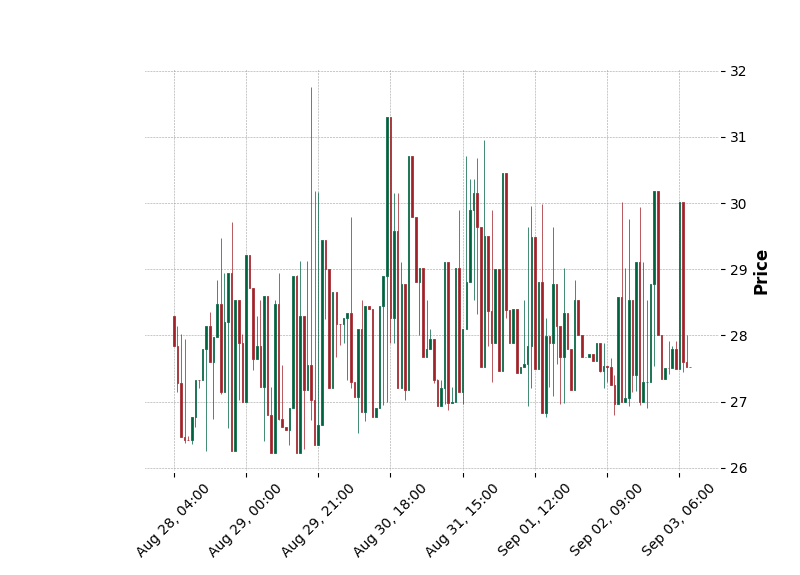 32
31
30
29
28
27
26
Price
Aug 28, 04:00
Aug 29, 00:00
Aug 29, 21:00
Aug 30, 18:00
Aug 31, 15:00
Sep 01, 12:00
Sep 02, 09:00
Sep 03, 06:00